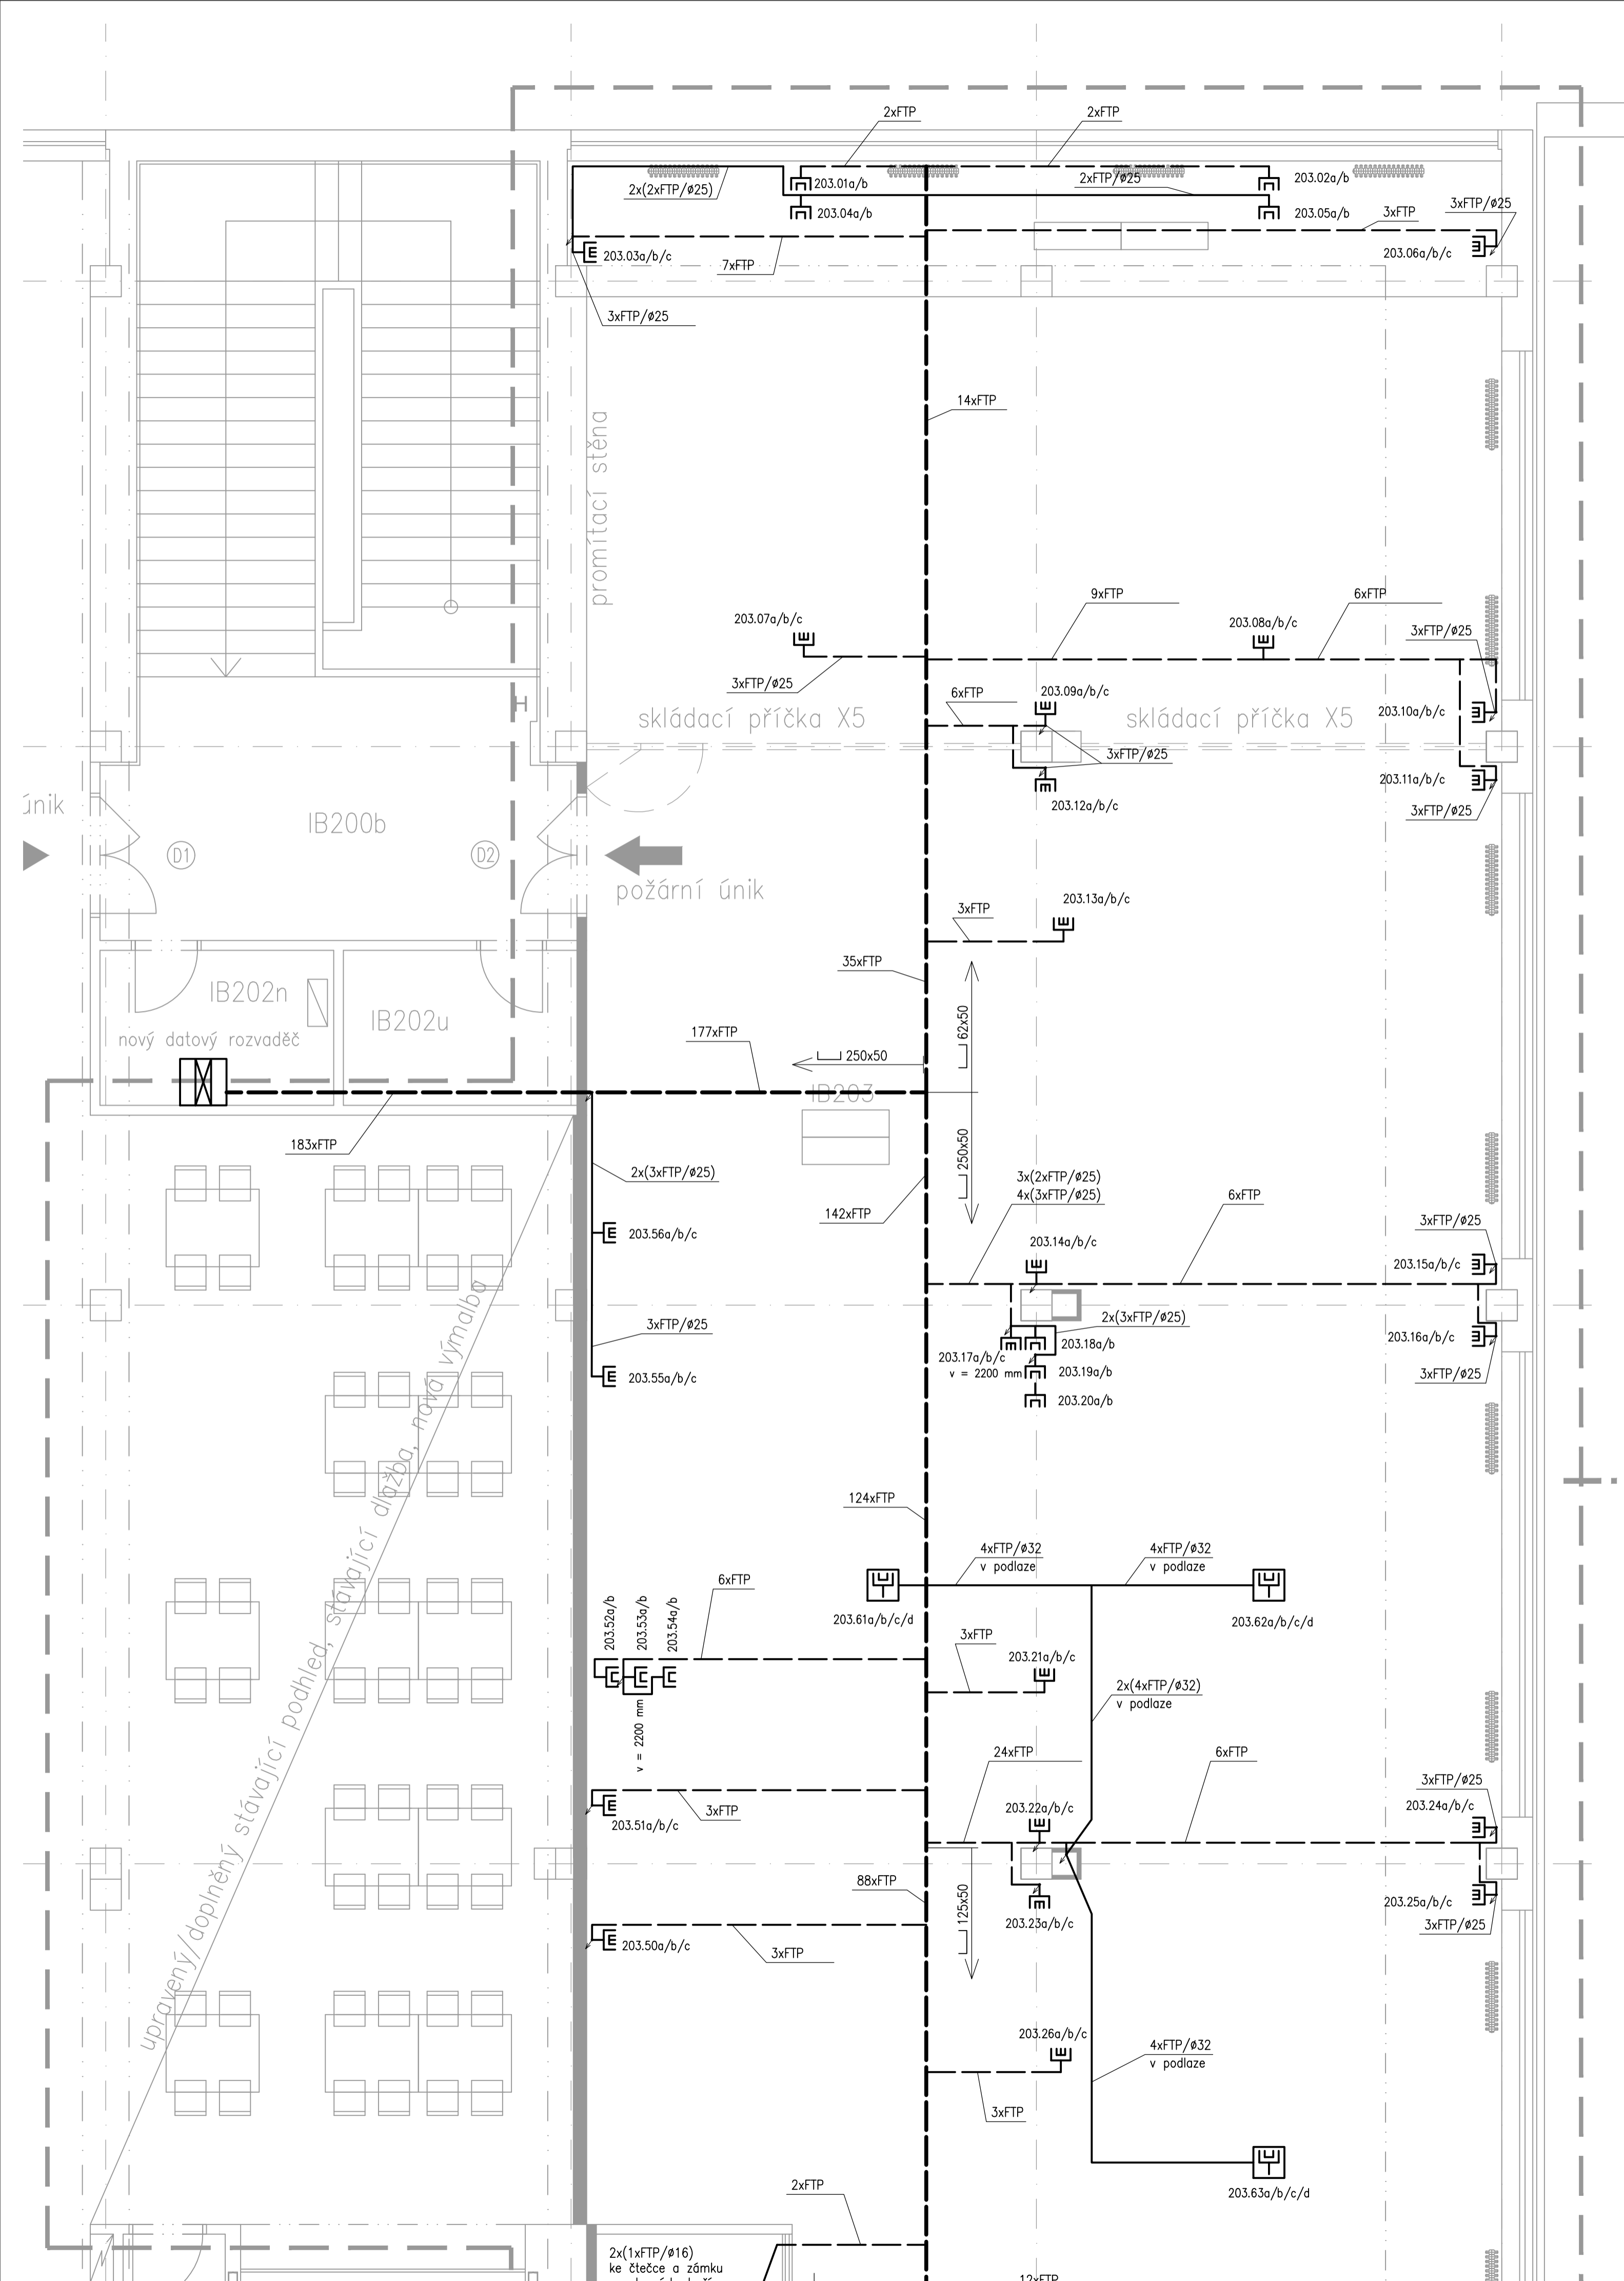 2xFTP
2xFTP
2x(2xFTP/ø25)
203.01a/b
2xFTP/ø25
203.02a/b
203.04a/b
203.05a/b
3xFTP
3xFTP/ø25
203.03a/b/c
7xFTP
203.06a/b/c
3xFTP/ø25
14xFTP
promítací stěna
203.07a/b/c
9xFTP
203.08a/b/c
6xFTP
3xFTP/ø25
3xFTP/ø25
6xFTP
203.09a/b/c
skládací příčka X5
skládací příčka X5
203.10a/b/c
3xFTP/ø25
203.12a/b/c
203.11a/b/c
3xFTP/ø25
únik
IB200b
D1
D2
požární únik
203.13a/b/c
3xFTP
35xFTP
62x50
IB202n
IB202u
nový datový rozvaděč
177xFTP
250x50
IB203
183xFTP
250x50
2x(3xFTP/ø25)
3x(2xFTP/ø25)
4x(3xFTP/ø25)
6xFTP
142xFTP
3xFTP/ø25
203.56a/b/c
203.14a/b/c
203.15a/b/c
3xFTP/ø25
2x(3xFTP/ø25)
203.17a/b/c
v = 2200 mm
203.18a/b
203.16a/b/c
203.19a/b
3xFTP/ø25
203.55a/b/c
203.20a/b
upravený/doplněný stávající podhled, stávající dlažba, nová výmalba
124xFTP
4xFTP/ø32
v podlaze
4xFTP/ø32
v podlaze
6xFTP
203.52a/b
203.53a/b
203.54a/b
v = 2200 mm
203.61a/b/c/d
203.62a/b/c/d
3xFTP
203.21a/b/c
2x(4xFTP/ø32)
v podlaze
24xFTP
6xFTP
3xFTP/ø25
203.51a/b/c
3xFTP
203.22a/b/c
203.24a/b/c
88xFTP
125x50
203.23a/b/c
203.25a/b/c
3xFTP/ø25
203.50a/b/c
3xFTP
203.26a/b/c
4xFTP/ø32
v podlaze
3xFTP
203.63a/b/c/d
2xFTP
2x(1xFTP/ø16)
ke čtečce a zámku
12xFTP